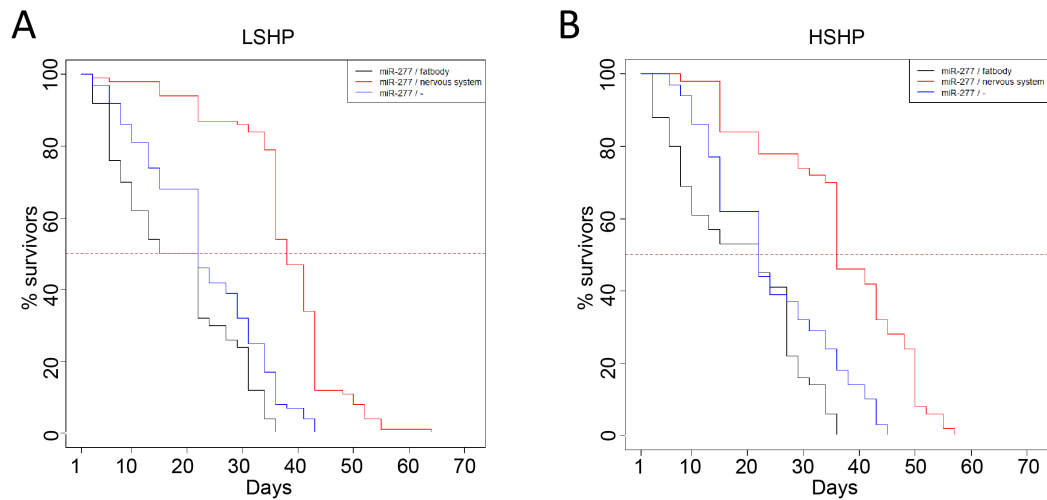 A
LSHP
miR-277 / fatbody
miR-277 / nervous system
miR-277 / -
% survivors
100
80
60
40
20
0
1 10 20 30 40 50 60 70
Days
B
HSHP
miR-277 / fatbody
miR-277 / nervous system
miR-277 / -
% survivors
100
80
60
40
20
0
1 10 20 30 40 50 60 70
Days